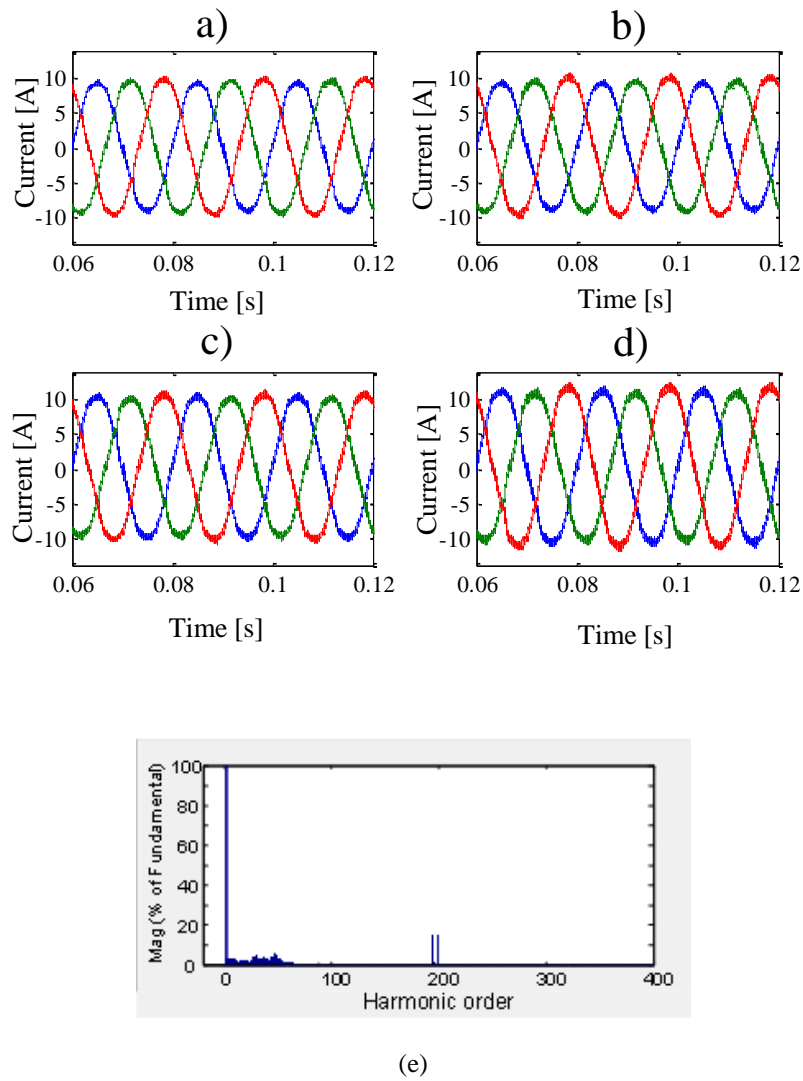 a)
Current [A]
10
5
0
-5
-10
0.06 0.08 0.1 0.12
Time [s]
b)
Current [A]
10
5
0
-5
-10
0.06 0.08 0.1 0.12
Time [s]
c)
Current [A]
10
5
0
-5
-10
0.06 0.08 0.1 0.12
Time [s]
d)
Current [A]
10
5
0
-5
-10
0.06 0.08 0.1 0.12
Time [s]
Mag (% of Fundamental)
100
80
60
40
20
0
0 100 200 300 400
Harmonic order
(e)